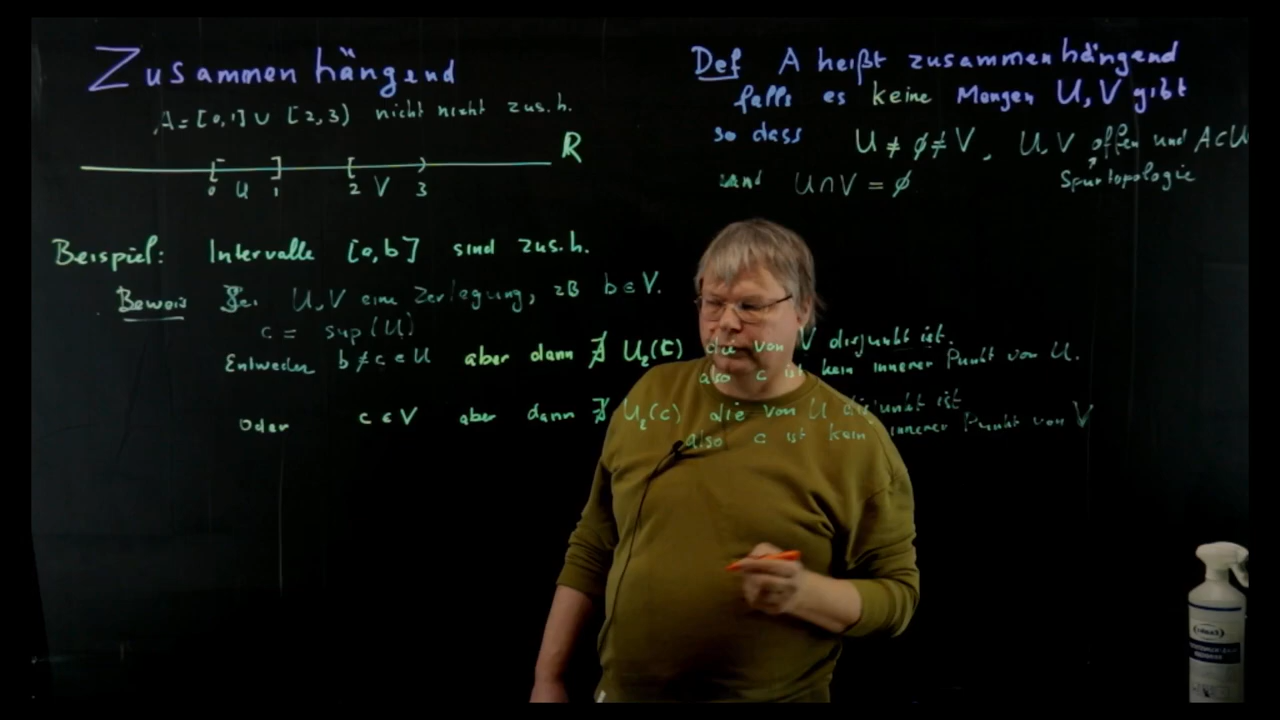 Zusammenhängend
A = [0,1] ∪ [2,3) nicht nicht zus.h.
ℝ
0 U 1 2 V 3
Def A heißt zusammenhängend
falls es keine Mengen U, V gibt
so dass U ≠ ∅ ≠ V, U, V offen und A⊂U
Spurtopologie
und U ∩ V = ∅
Beispiel: Intervalle [a,b] sind zus.h.
Beweis Sei U, V eine Zerlegung, zB b ∈ V.
c = sup(U)
Entweder b ≠ c ∈ U aber dann ∄ U_ε(c) die von V disjunkt ist.
also c ist kein innerer Punkt von U.
Oder c ∈ V aber dann ∄ U_ε(c) die von U disjunkt ist
also c ist kein innerer Punkt von V